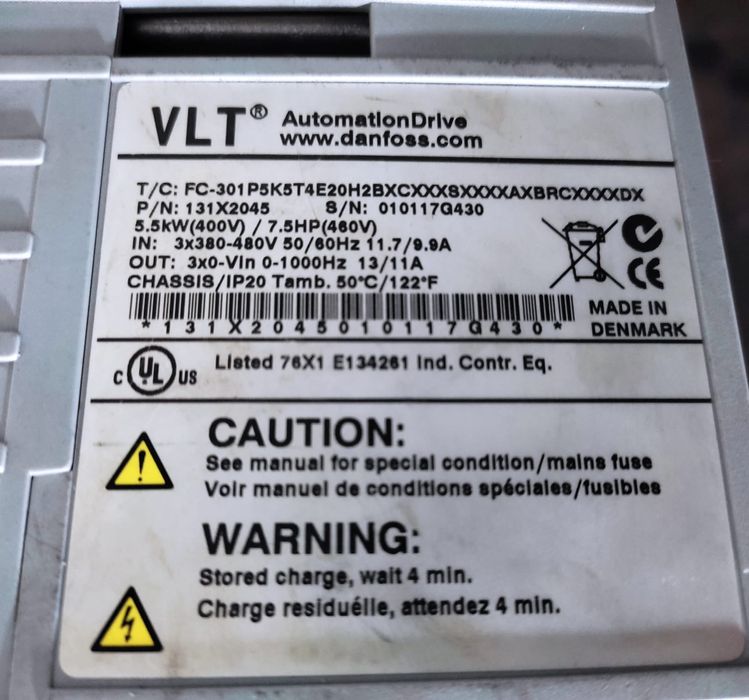 VLT® AutomationDrive
www.danfoss.com
T/C: FC-301P5K5T4E20H2BXCXXXSXXXXAXBRCXXXXDX
P/N: 131X2045 S/N: 010117G430
5.5kW(400V) / 7.5HP(460V)
IN: 3x380-480V 50/60Hz 11.7/9.9A
OUT: 3x0-Vin 0-1000Hz 13/11A
CHASSIS/IP20 Tamb. 50°C/122°F
*131X2045010117G430*
MADE IN
DENMARK
CE
c UL US Listed 76X1 E134261 Ind. Contr. Eq.
CAUTION:
See manual for special condition/mains fuse
Voir manuel de conditions spéciales/fusibles
WARNING:
Stored charge, wait 4 min.
Charge residuélle, attendez 4 min.